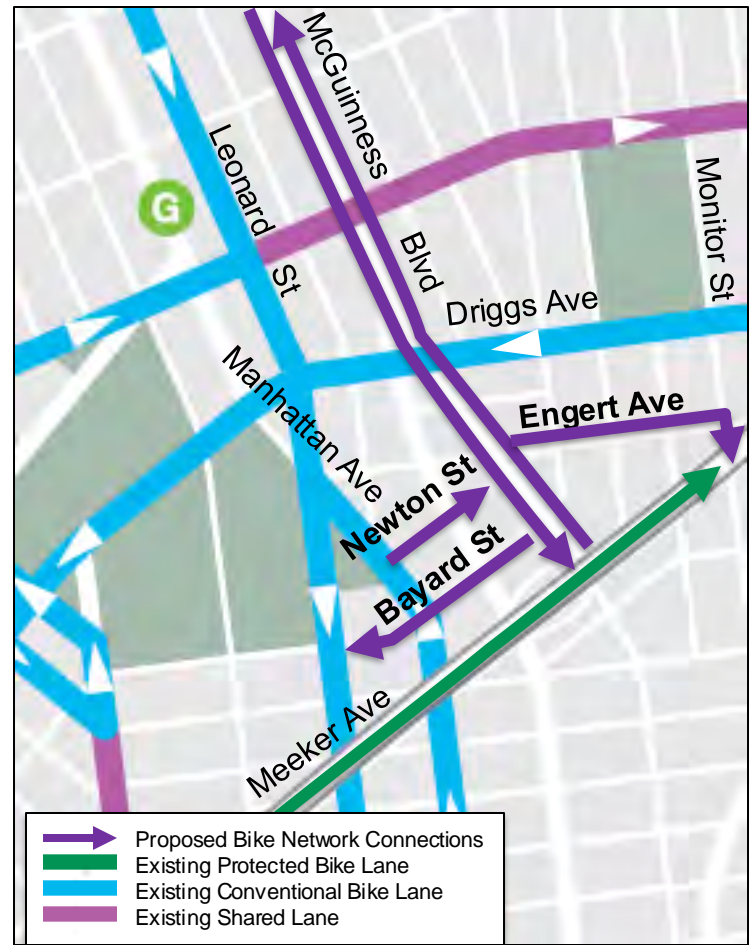 McGuinness
Blvd
Leonard
St
G
Monitor St
Driggs Ave
Manhattan Ave
Engert Ave
Newton St
Bayard St
Meeker Ave
Proposed Bike Network Connections
Existing Protected Bike Lane
Existing Conventional Bike Lane
Existing Shared Lane